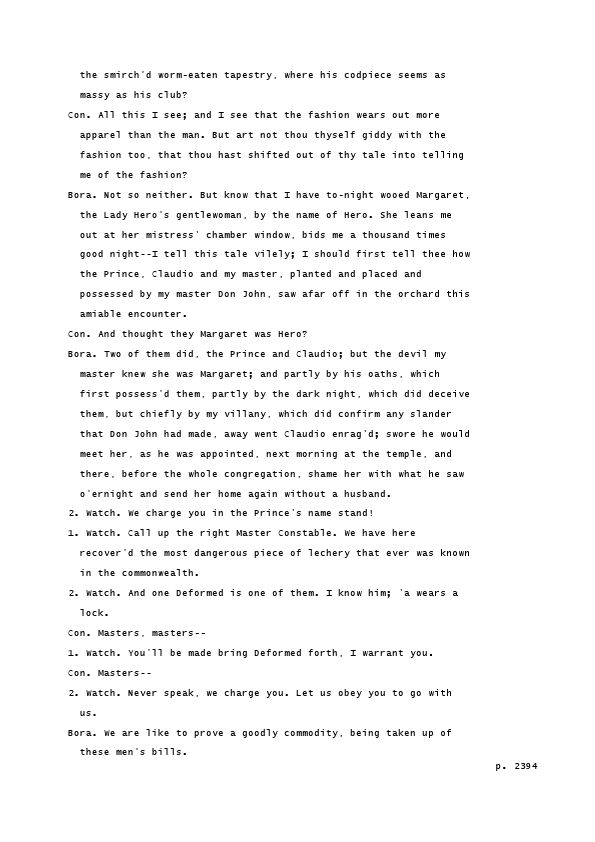 the smirch'd worm-eaten tapestry, where his codpiece seems as
massy as his club?
Con. All this I see; and I see that the fashion wears out more
apparel than the man. But art not thou thyself giddy with the
fashion too, that thou hast shifted out of thy tale into telling
me of the fashion?
Bora. Not so neither. But know that I have to-night wooed Margaret,
the Lady Hero's gentlewoman, by the name of Hero. She leans me
out at her mistress' chamber window, bids me a thousand times
good night--I tell this tale vilely; I should first tell thee how
the Prince, Claudio and my master, planted and placed and
possessed by my master Don John, saw afar off in the orchard this
amiable encounter.
Con. And thought they Margaret was Hero?
Bora. Two of them did, the Prince and Claudio; but the devil my
master knew she was Margaret; and partly by his oaths, which
first possess'd them, partly by the dark night, which did deceive
them, but chiefly by my villany, which did confirm any slander
that Don John had made, away went Claudio enrag'd; swore he would
meet her, as he was appointed, next morning at the temple, and
there, before the whole congregation, shame her with what he saw
o'ernight and send her home again without a husband.
2. Watch. We charge you in the Prince's name stand!
1. Watch. Call up the right Master Constable. We have here
recover'd the most dangerous piece of lechery that ever was known
in the commonwealth.
2. Watch. And one Deformed is one of them. I know him; 'a wears a
lock.
Con. Masters, masters--
1. Watch. You'll be made bring Deformed forth, I warrant you.
Con. Masters--
2. Watch. Never speak, we charge you. Let us obey you to go with
us.
Bora. We are like to prove a goodly commodity, being taken up of
these men's bills.
p. 2394